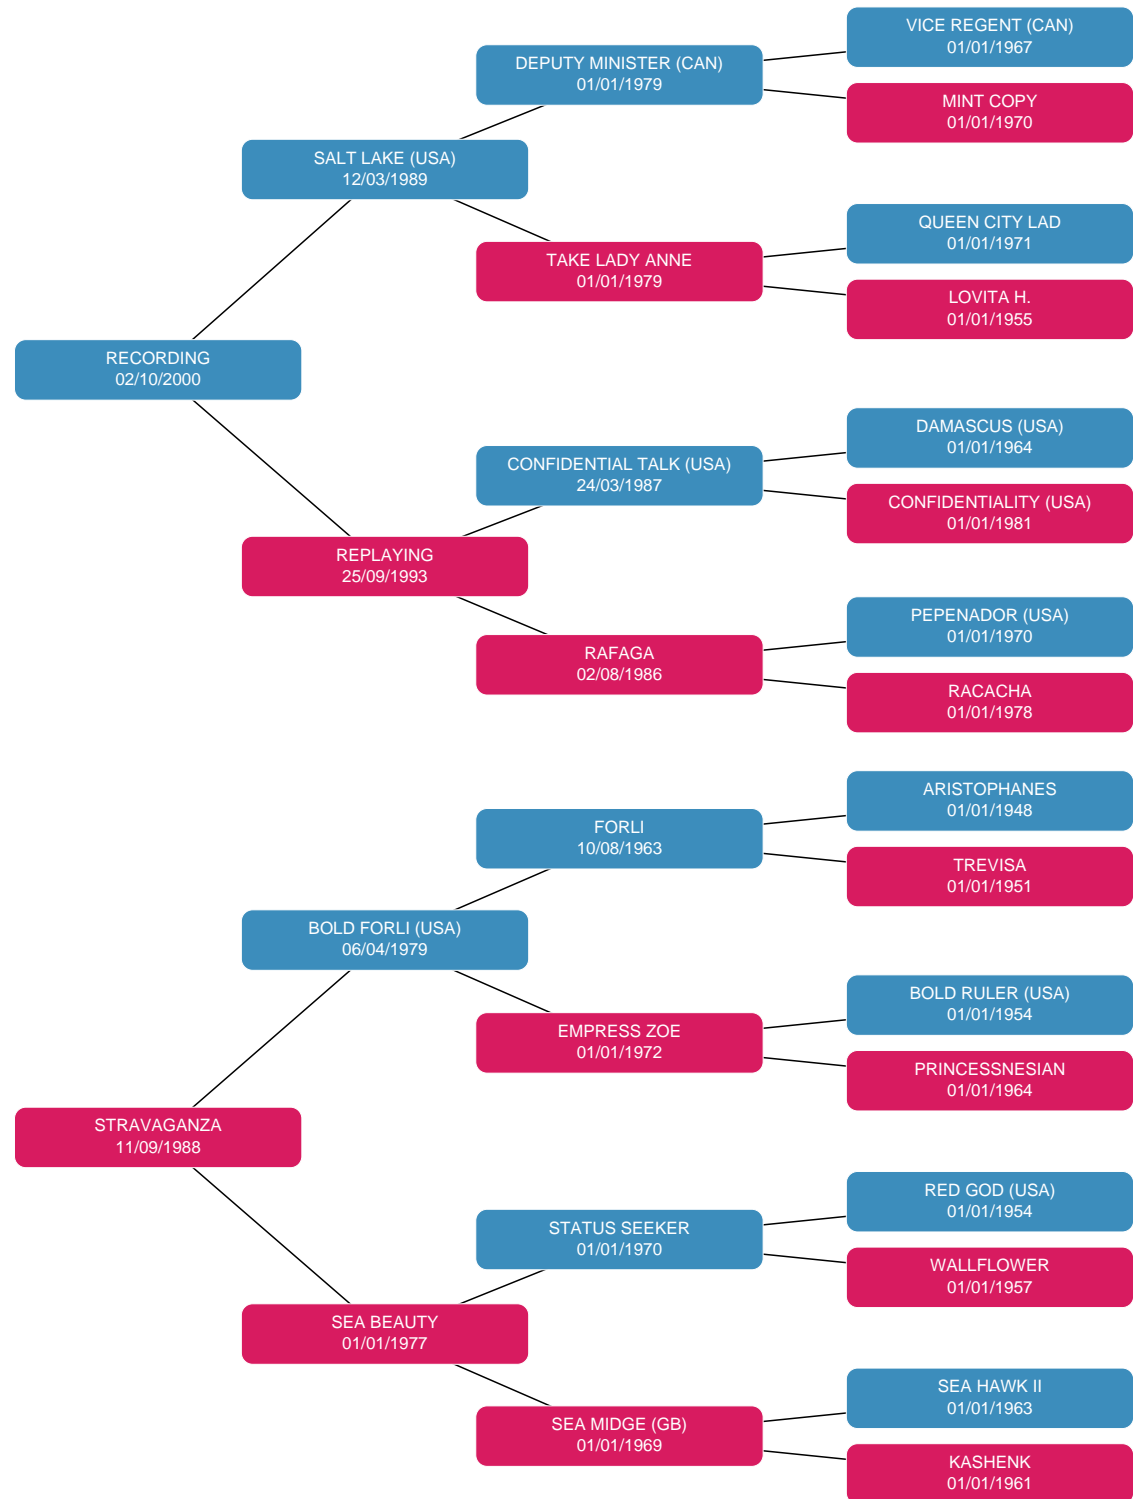 VICE REGENT (CAN)
01/01/1967
DEPUTY MINISTER (CAN)
01/01/1979
MINT COPY
01/01/1970
SALT LAKE (USA)
12/03/1989
QUEEN CITY LAD
01/01/1971
TAKE LADY ANNE
01/01/1979
LOVITA H.
01/01/1955
RECORDING
02/10/2000
DAMASCUS (USA)
01/01/1964
CONFIDENTIAL TALK (USA)
24/03/1987
CONFIDENTIALITY (USA)
01/01/1981
REPLAYING
25/09/1993
PEPENADOR (USA)
01/01/1970
RAFAGA
02/08/1986
RACACHA
01/01/1978
ARISTOPHANES
01/01/1948
FORLI
10/08/1963
TREVISA
01/01/1951
BOLD FORLI (USA)
06/04/1979
BOLD RULER (USA)
01/01/1954
EMPRESS ZOE
01/01/1972
PRINCESSNESIAN
01/01/1964
STRAVAGANZA
11/09/1988
RED GOD (USA)
01/01/1954
STATUS SEEKER
01/01/1970
WALLFLOWER
01/01/1957
SEA BEAUTY
01/01/1977
SEA HAWK II
01/01/1963
SEA MIDGE (GB)
01/01/1969
KASHENK
01/01/1961